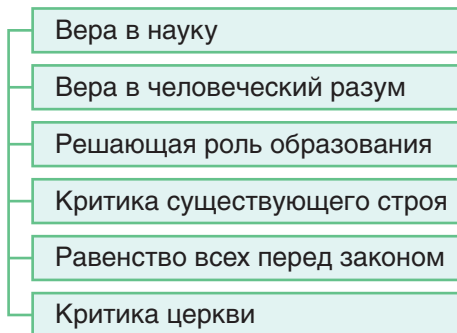 Вера в науку
Вера в человеческий разум
Решающая роль образования
Критика существующего строя
Равенство всех перед законом
Критика церкви